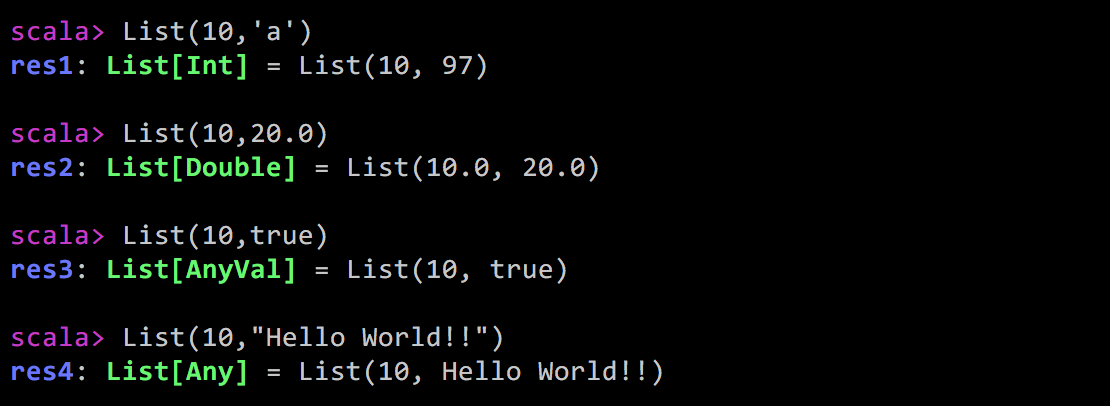 scala> List(10,'a')
res1: List[Int] = List(10, 97)
scala> List(10,20.0)
res2: List[Double] = List(10.0, 20.0)
scala> List(10,true)
res3: List[AnyVal] = List(10, true)
scala> List(10,"Hello World!!")
res4: List[Any] = List(10, Hello World!!)